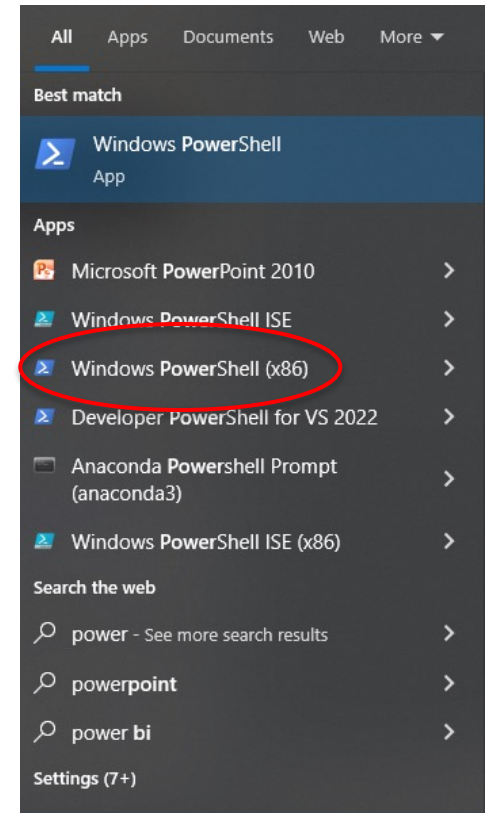 All Apps Documents Web More
Best match
Windows PowerShell
App
Apps
Microsoft PowerPoint 2010
Windows PowerShell ISE
Windows PowerShell (x86)
Developer PowerShell for VS 2022
Anaconda Powershell Prompt
(anaconda3)
Windows PowerShell ISE (x86)
Search the web
power - See more search results
powerpoint
power bi
Settings (7+)